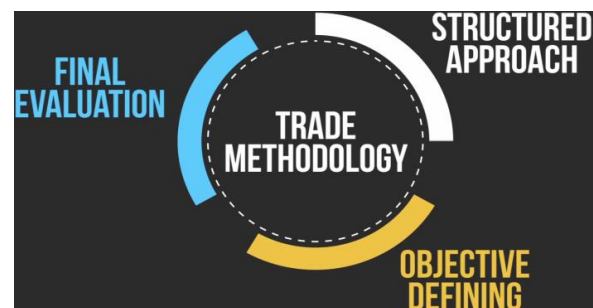 STRUCTURED
APPROACH
FINAL
EVALUATION
TRADE
METHODOLOGY
OBJECTIVE
DEFINING